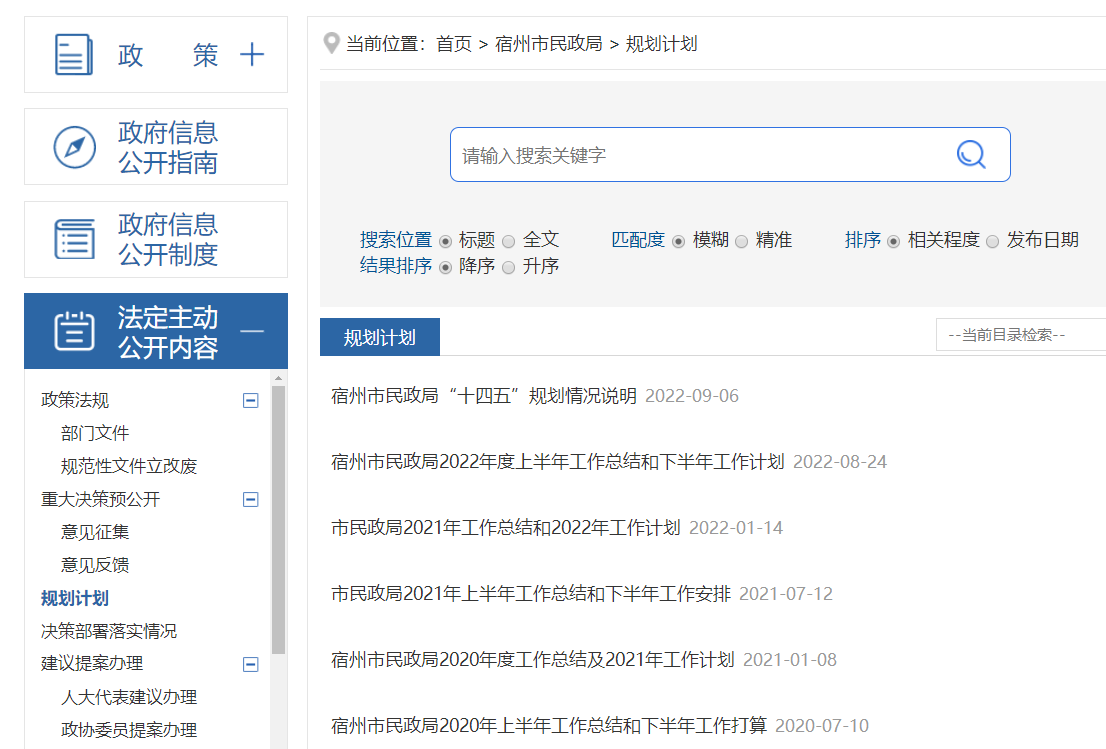 政 策
政府信息
公开指南
政府信息
公开制度
法定主动
公开内容
政策法规
部门文件
规范性文件立改废
重大决策预公开
意见征集
意见反馈
规划计划
决策部署落实情况
建议提案办理
人大代表建议办理
政协委员提案办理
当前位置：首页 > 宿州市民政局 > 规划计划
请输入搜索关键字
搜索位置 标题 全文 匹配度 模糊 精准 排序 相关程度 发布日期
结果排序 降序 升序
规划计划
--当前目录检索--
宿州市民政局“十四五”规划情况说明 2022-09-06
宿州市民政局2022年度上半年工作总结和下半年工作计划 2022-08-24
市民政局2021年工作总结和2022年工作计划 2022-01-14
市民政局2021年上半年工作总结和下半年工作安排 2021-07-12
宿州市民政局2020年度工作总结及2021年工作计划 2021-01-08
宿州市民政局2020年上半年工作总结和下半年工作打算 2020-07-10